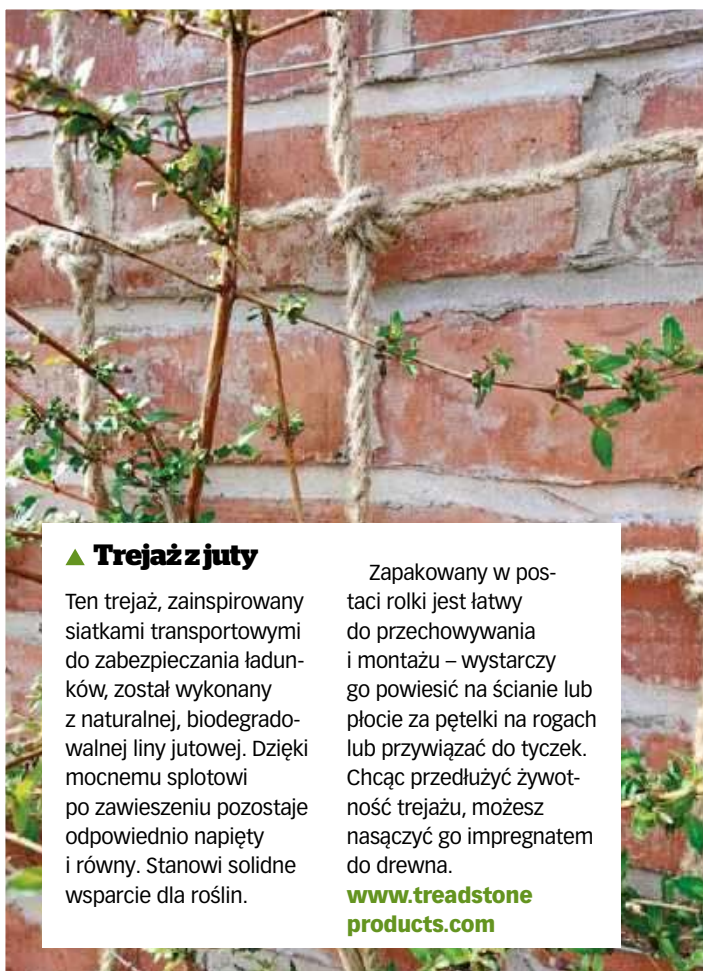 ▲ Trejaż z juty
Ten trejaż, zainspirowany
siatkami transportowymi
do zabezpieczania ładun-
ków, został wykonany
z naturalnej, biodegrado-
walnej liny jutowej. Dzięki
mocnemu splotowi
po zawieszeniu pozostaje
odpowiednio napięty
i równy. Stanowi solidne
wsparcie dla roślin.
Zapakowany w pos-
taci rolki jest łatwy
do przechowywania
i montażu – wystarczy
go powiesić na ścianie lub
płocie za pętelki na rogach
lub przywiązać do tyczek.
Chcąc przedłużyć żywot-
ność trejażu, możesz
nasączyć go impregnatem
do drewna.
www.treadstone
products.com